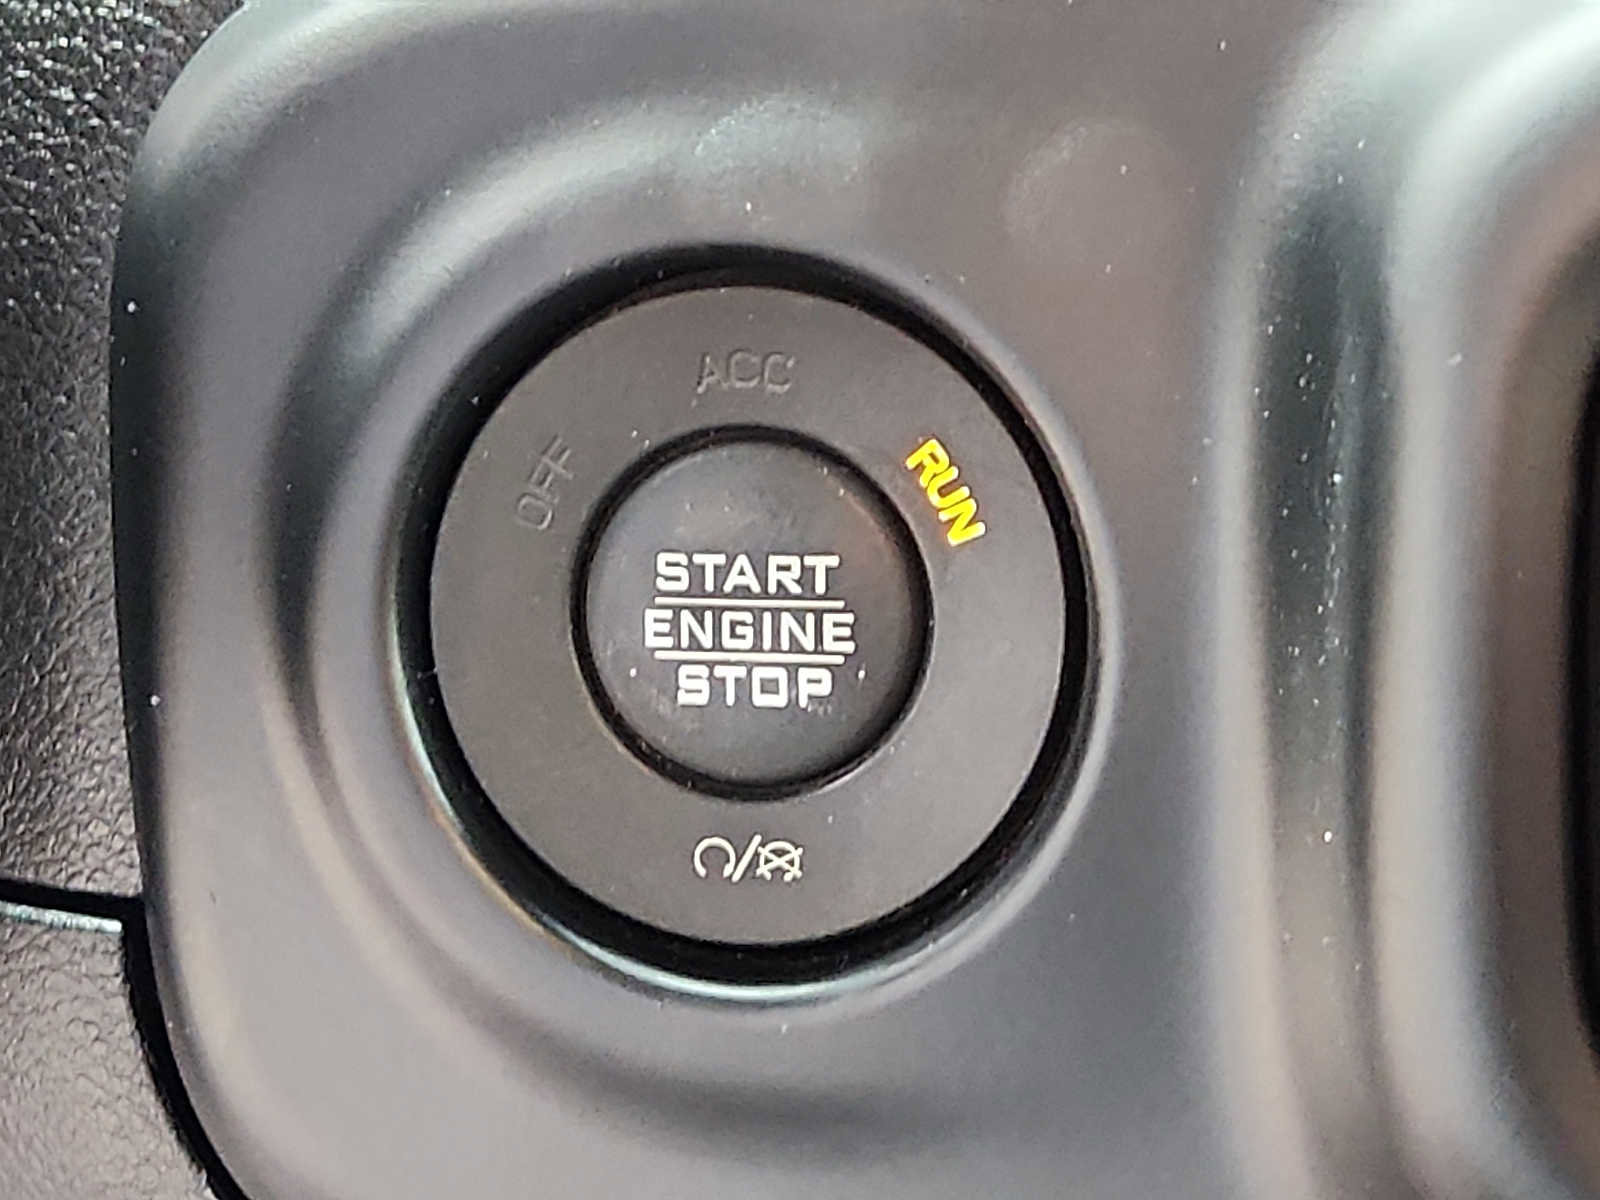 ACC
OFF
RUN
START
ENGINE
STOP